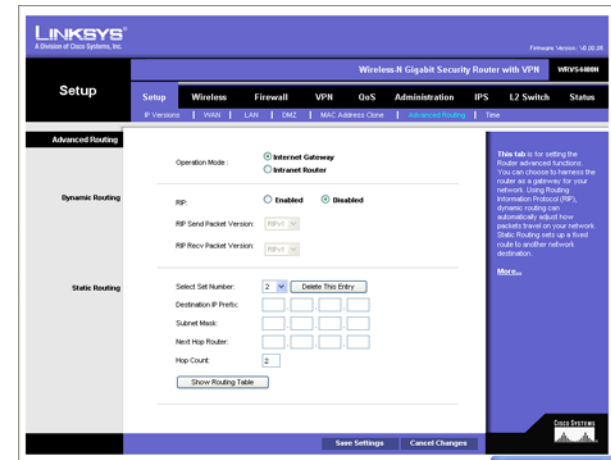 LINKSYS®
A Division of Cisco Systems, Inc.
Firmware Version: V0.00.06
Wireless-N Gigabit Security Router with VPN WRVS4400N
Setup
Setup Wireless Firewall VPN QoS Administration IPS L2 Switch Status
IP Versions | WAN | LAN | DMZ | MAC Address Clone | Advanced Routing | Time
Advanced Routing
Operation Mode : Internet Gateway
Intranet Router
Dynamic Routing
RIP: Enabled Disabled
RIP Send Packet Version: RIPv1
RIP Recv Packet Version: RIPv1
Static Routing
Select Set Number: 2 Delete This Entry
Destination IP Prefix: . . .
Subnet Mask: . . .
Next Hop Router: . . .
Hop Count: 2
Show Routing Table
This tab is for setting the
Router advanced functions.
You can choose to harness the
router as a gateway for your
network. Using Routing
Information Protocol (RIP),
dynamic routing can
automatically adjust how
packets travel on your network.
Static Routing sets up a fixed
route to another network
destination.
More...
Save Settings Cancel Changes
CISCO SYSTEMS